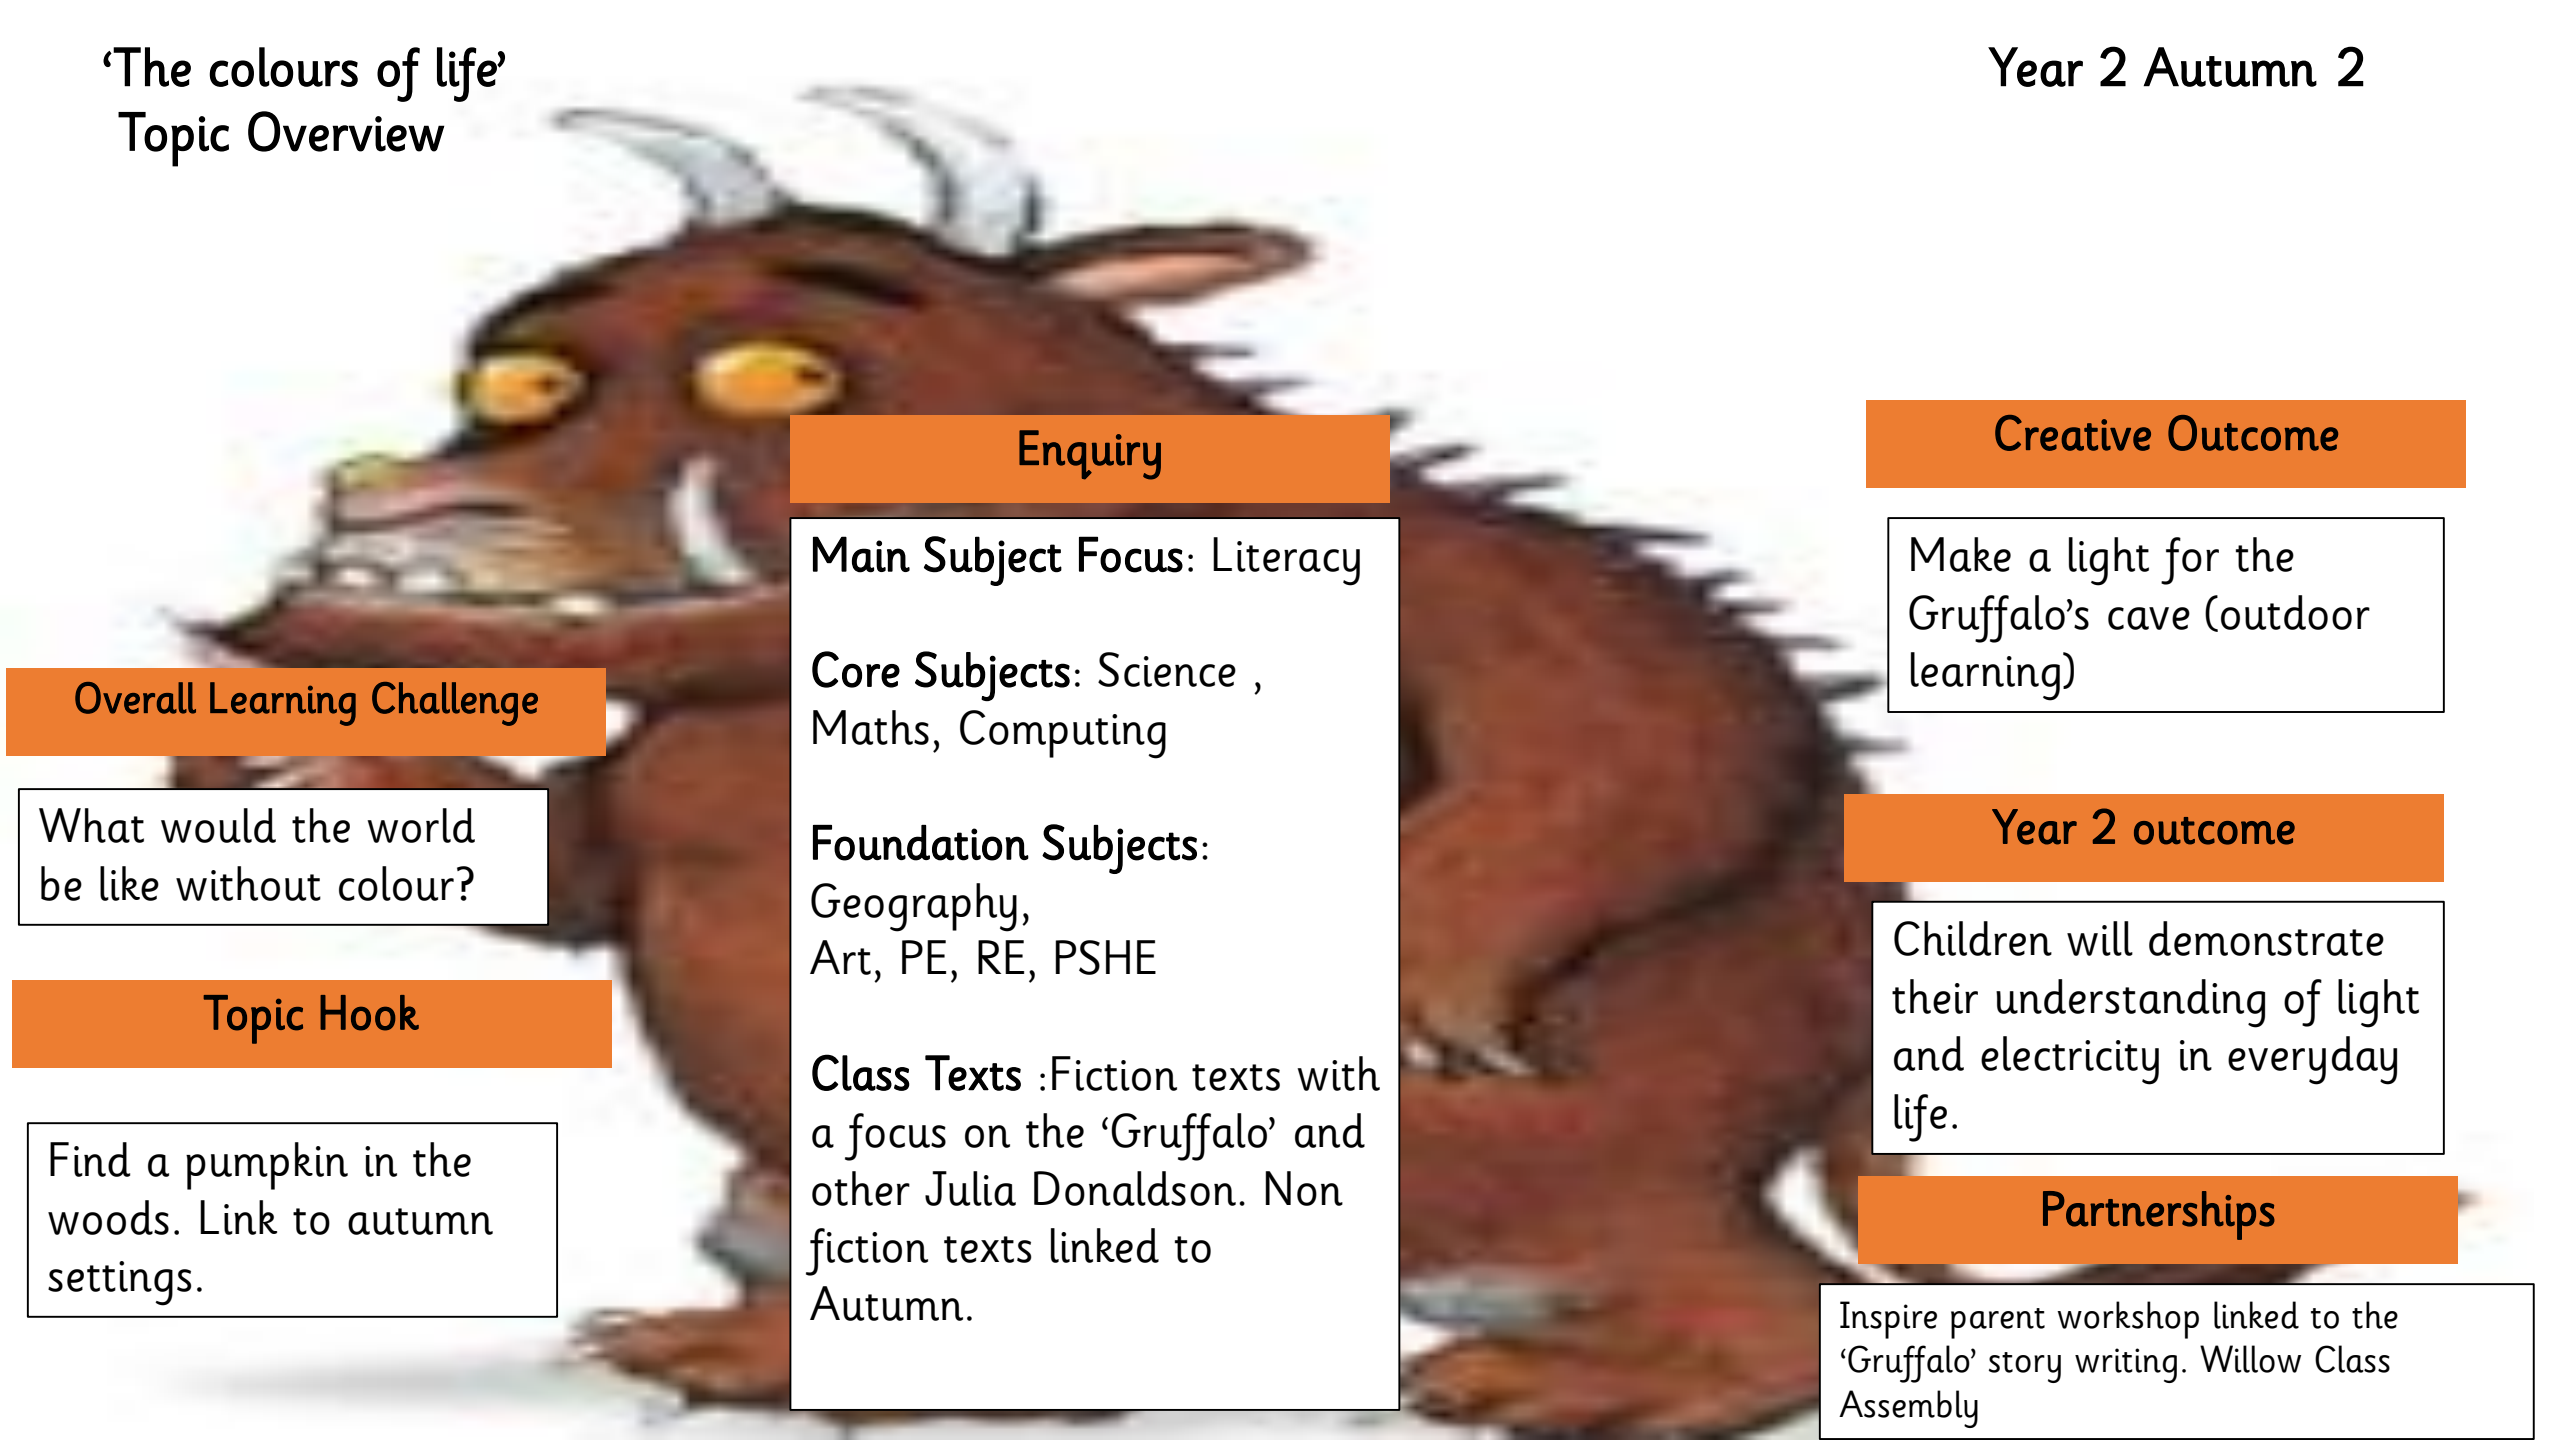 ‘The colours of life’
Topic Overview
Year 2 Autumn 2
Overall Learning Challenge
What would the world
be like without colour?
Topic Hook
Find a pumpkin in the
woods. Link to autumn
settings.
Enquiry
Main Subject Focus: Literacy
Core Subjects: Science ,
Maths, Computing
Foundation Subjects:
Geography,
Art, PE, RE, PSHE
Class Texts :Fiction texts with
a focus on the ‘Gruffalo’ and
other Julia Donaldson. Non
fiction texts linked to
Autumn.
Creative Outcome
Make a light for the
Gruffalo’s cave (outdoor
learning)
Year 2 outcome
Children will demonstrate
their understanding of light
and electricity in everyday
life.
Partnerships
Inspire parent workshop linked to the
‘Gruffalo’ story writing. Willow Class
Assembly